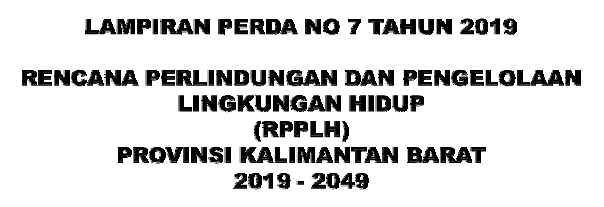 LAMPIRAN PERDA NO 7 TAHUN 2019
RENCANA PERLINDUNGAN DAN PENGELOLAAN
LINGKUNGAN HIDUP
(RPPLH)
PROVINSI KALIMANTAN BARAT
2019 - 2049